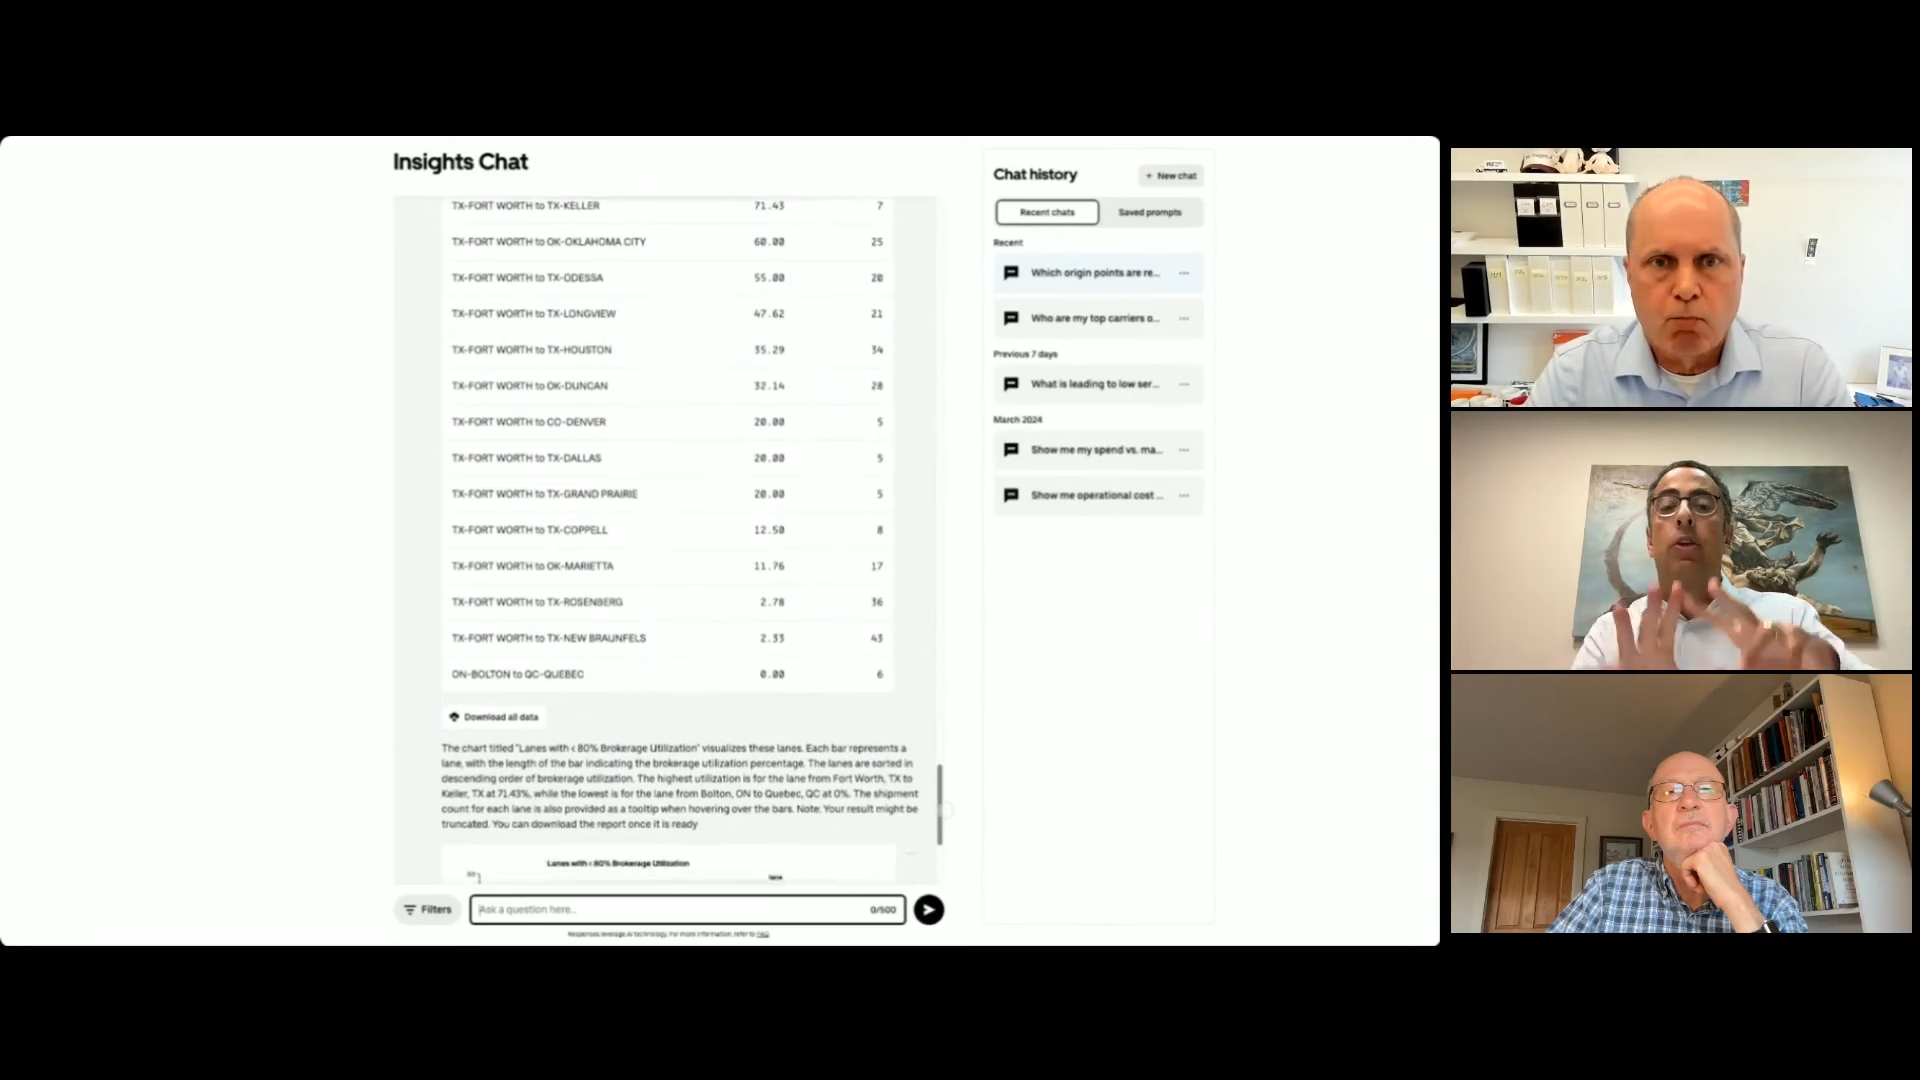 Insights Chat
TX-FORT WORTH to TX-KELLER 71.43 7
TX-FORT WORTH to OK-OKLAHOMA CITY 60.00 25
TX-FORT WORTH to TX-ODESSA 55.00 20
TX-FORT WORTH to TX-LONGVIEW 47.62 21
TX-FORT WORTH to TX-HOUSTON 35.29 34
TX-FORT WORTH to OK-DUNCAN 32.14 28
TX-FORT WORTH to CO-DENVER 20.00 5
TX-FORT WORTH to TX-DALLAS 20.00 5
TX-FORT WORTH to TX-GRAND PRAIRIE 20.00 5
TX-FORT WORTH to TX-COPPELL 12.50 8
TX-FORT WORTH to OK-MARIETTA 11.76 17
TX-FORT WORTH to TX-ROSENBERG 2.78 36
TX-FORT WORTH to TX-NEW BRAUNFELS 2.33 43
ON-BOLTON to QC-QUEBEC 0.00 6
Download all data
The chart titled "Lanes with < 80% Brokerage Utilization" visualizes these lanes. Each bar represents a
lane, with the length of the bar indicating the brokerage utilization percentage. The lanes are sorted in
descending order of brokerage utilization. The highest utilization is for the lane from Fort Worth, TX to
Keller, TX at 71.43%, while the lowest is for the lane from Bolton, ON to Quebec, QC at 0%. The shipment
count for each lane is also provided as a tooltip when hovering over the bars. Note: Your result might be
truncated. You can download the report once it is ready
Lanes with < 80% Brokerage Utilization
lane
Filters
Ask a question here... 0/500
Responses leverage AI technology. For more information, refer to FAQ.
Chat history
+ New chat
Recent chats
Saved prompts
Recent
Which origin points are re...
Who are my top carriers o...
Previous 7 days
What is leading to low ser...
March 2024
Show me my spend vs. ma...
Show me operational cost ...